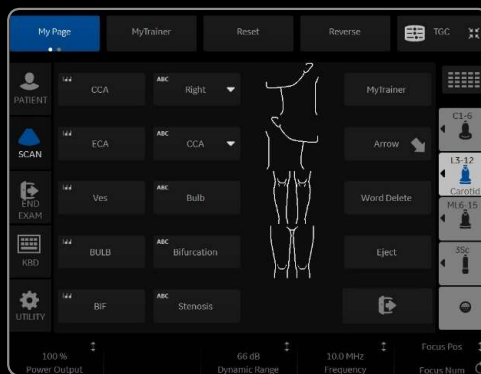 My Page
MyTrainer
Reset
Reverse
TGC
PATIENT
CCA
ABC
Right
MyTrainer
C1-6
SCAN
ECA
ABC
CCA
Arrow
L3-12
Carotid
END
EXAM
Ves
ABC
Bulb
Word Delete
ML6-15
KBD
BULB
ABC
Bifurcation
Eject
3Sc
UTILITY
BIF
ABC
Stenosis
100 %
Power Output
66 dB
Dynamic Range
10.0 MHz
Frequency
Focus Pos
Focus Num